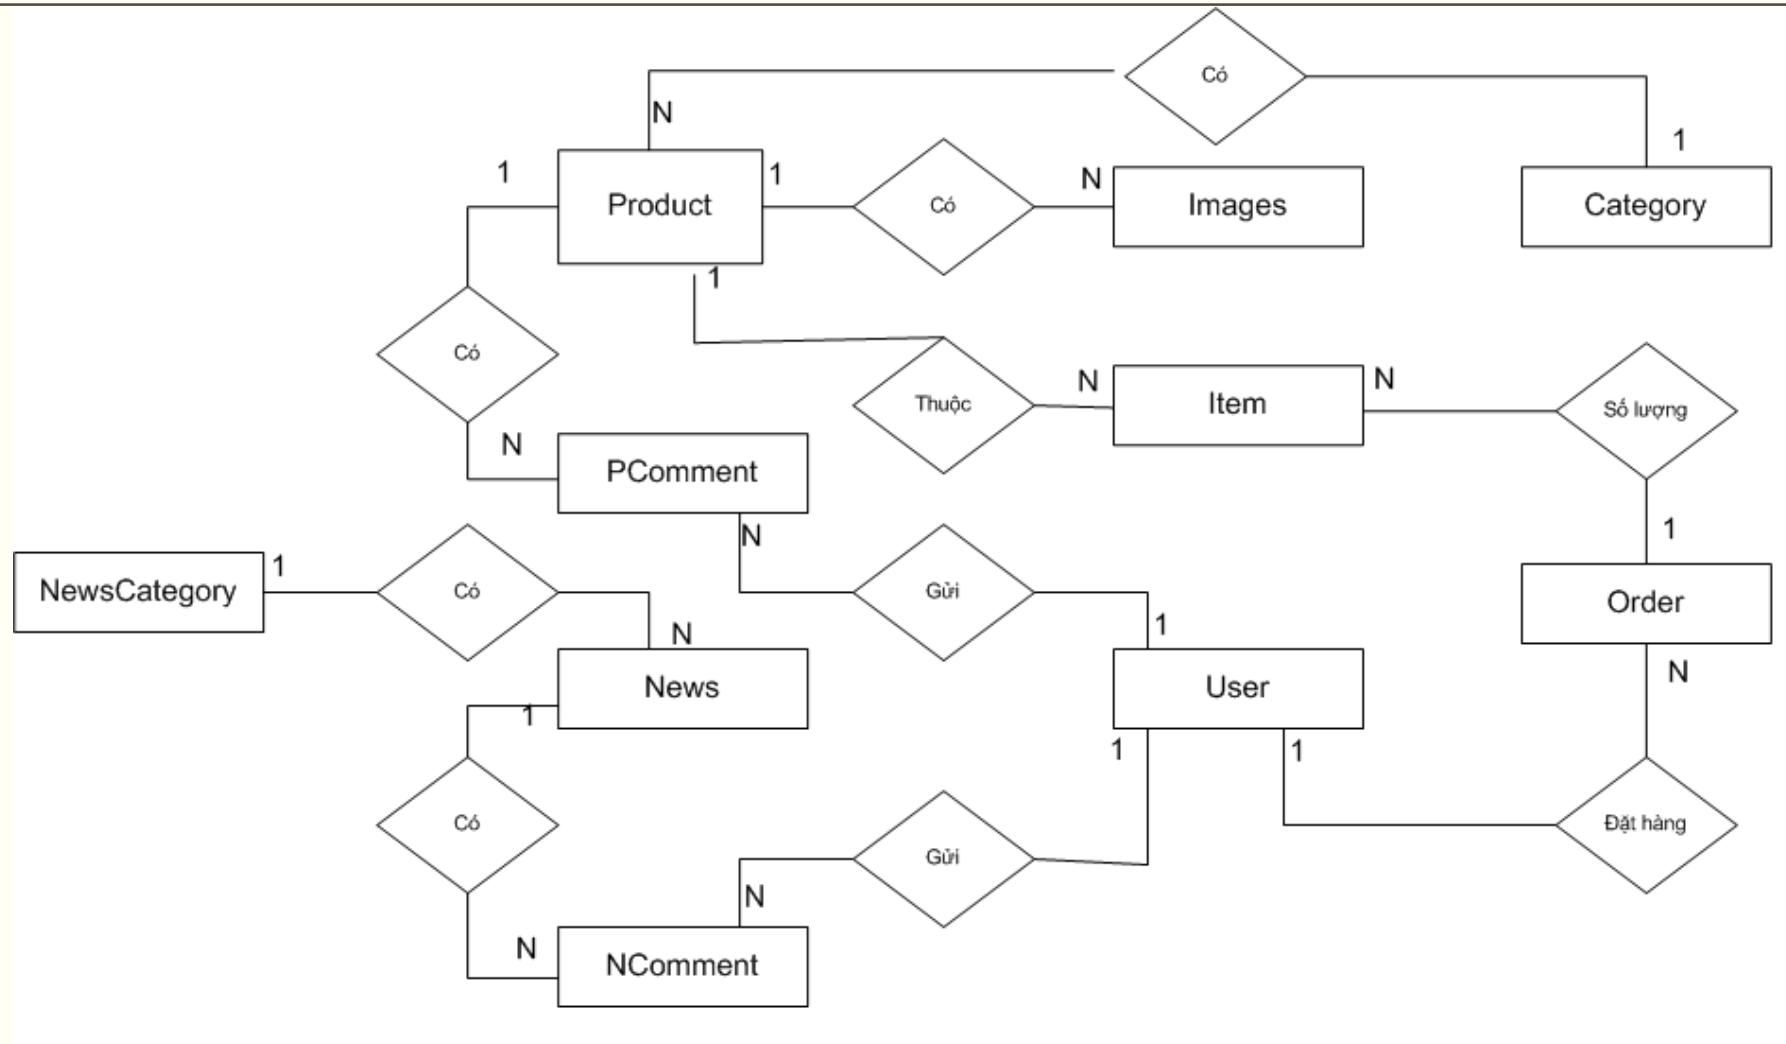 Có
N
1
1
Product
1
Có
N
Images
Category
1
Có
Thuộc
N
Item
N
Số lượng
N
PComment
1
N
NewsCategory
1
Có
Gửi
1
Order
N
News
User
N
1
1
1
Đặt hàng
Có
Gửi
N
N
NComment